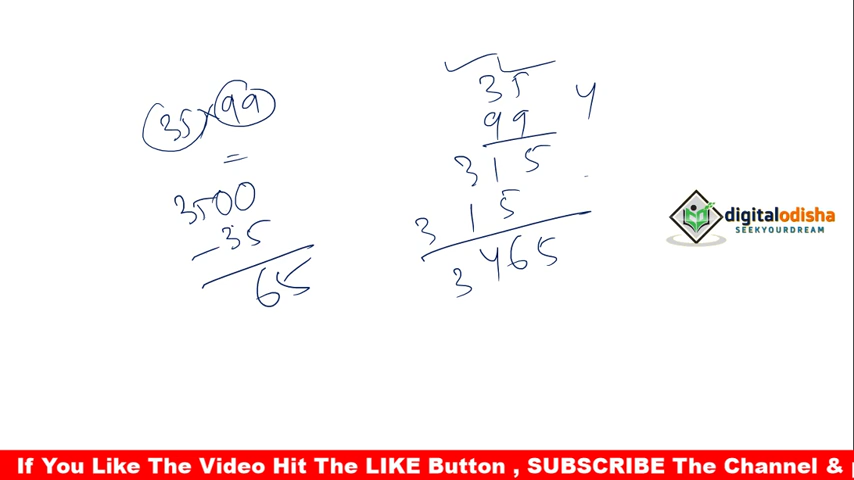 35 × 99
=
3500
- 35
65
35
99
315
315
3465
4
digitalodisha
SEEKYOURDREAM
If You Like The Video Hit The LIKE Button , SUBSCRIBE The Channel &